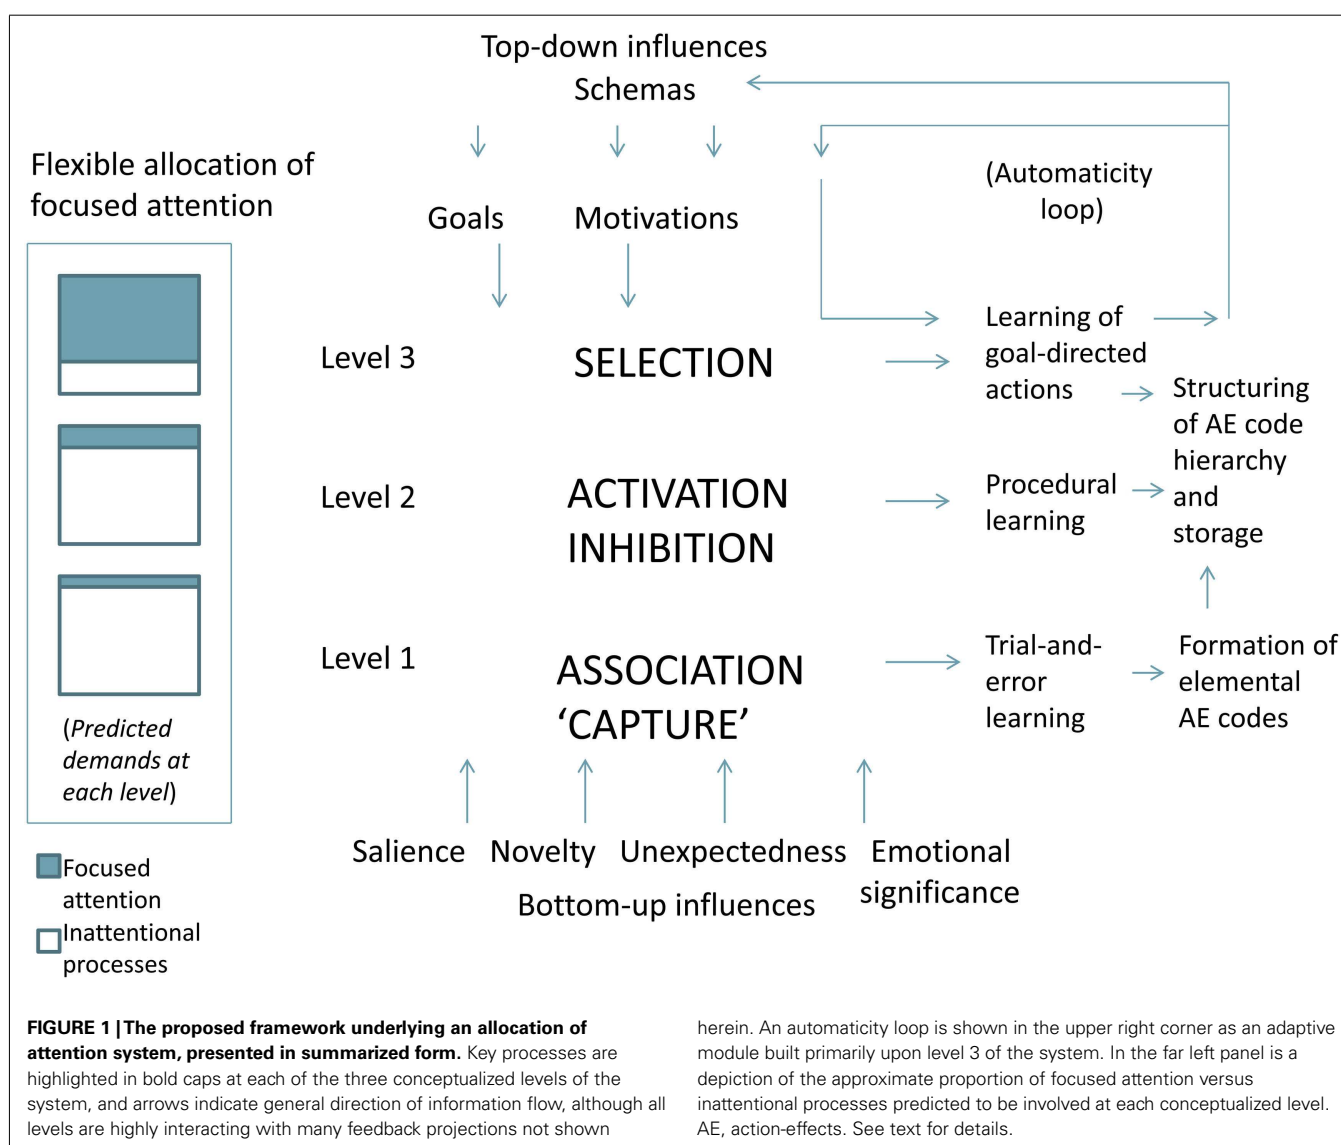 Top-down influences
Schemas
Flexible allocation of
focused attention
(Automaticity
loop)
Goals
Motivations
Level 3
SELECTION
Learning of
goal-directed
actions
Structuring
of AE code
hierarchy
and
storage
Level 2
ACTIVATION
INHIBITION
Procedural
learning
Level 1
ASSOCIATION
‘CAPTURE’
Trial-and-
error
learning
Formation of
elemental
AE codes
(Predicted
demands at
each level)
Salience
Novelty
Unexpectedness
Emotional
significance
Bottom-up influences
Focused
attention
Inattentional
processes
FIGURE 1 | The proposed framework underlying an allocation of
attention system, presented in summarized form. Key processes are
highlighted in bold caps at each of the three conceptualized levels of the
system, and arrows indicate general direction of information flow, although all
levels are highly interacting with many feedback projections not shown
herein. An automaticity loop is shown in the upper right corner as an adaptive
module built primarily upon level 3 of the system. In the far left panel is a
depiction of the approximate proportion of focused attention versus
inattentional processes predicted to be involved at each conceptualized level.
AE, action-effects. See text for details.